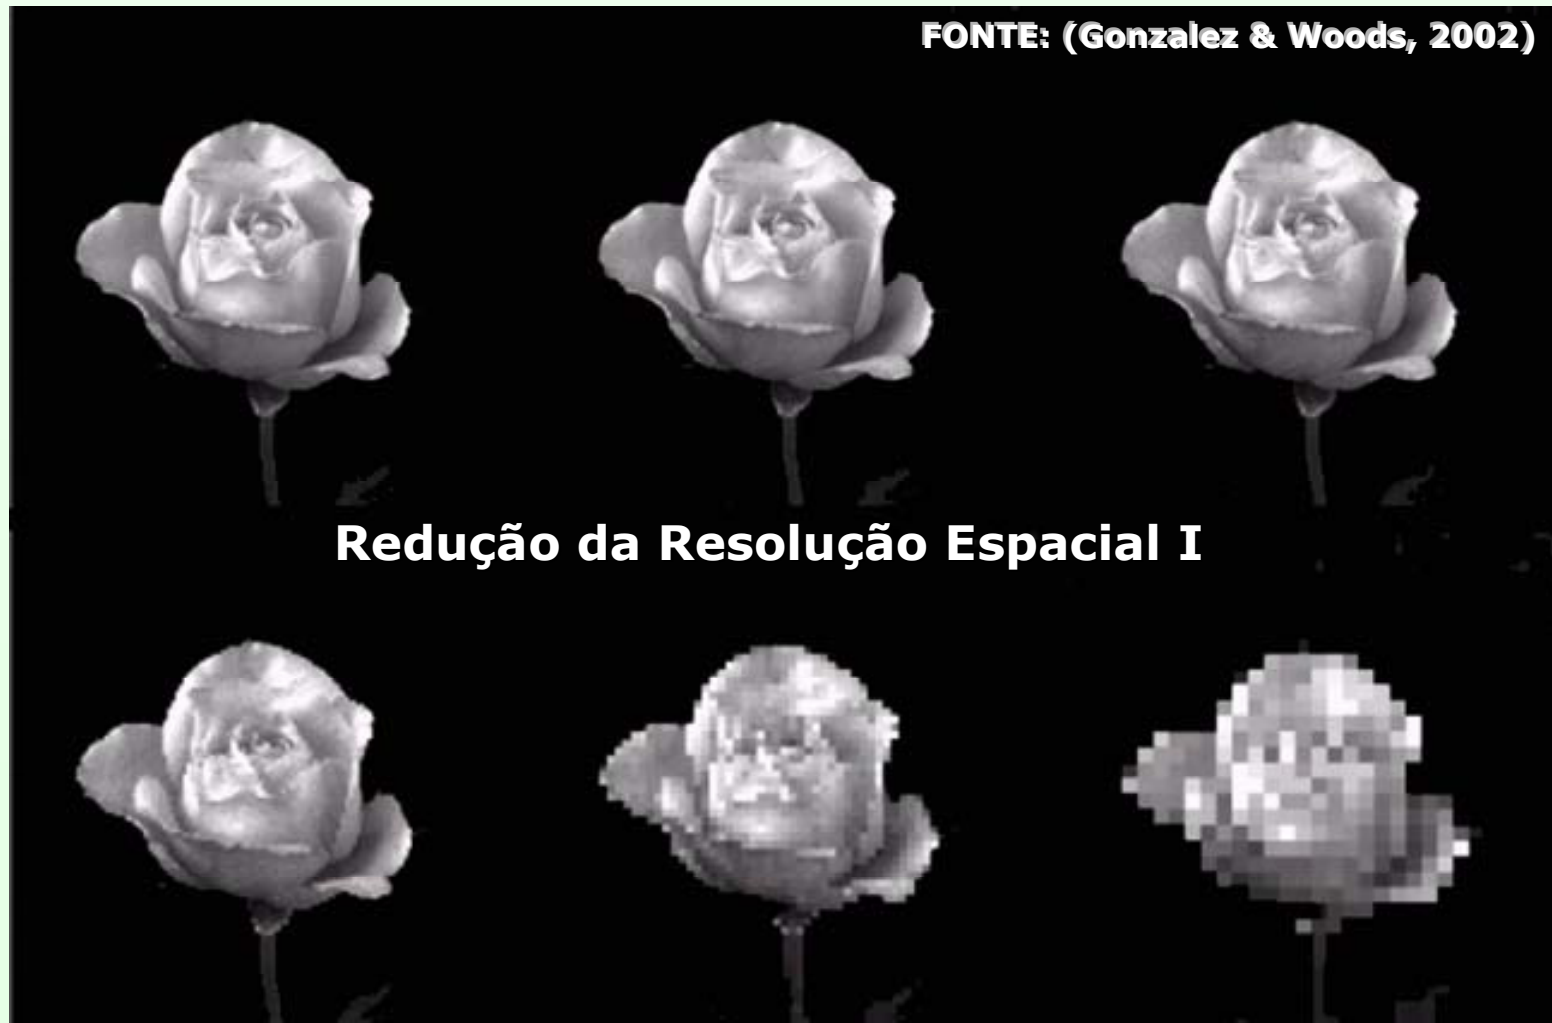 FONTE: (Gonzalez & Woods, 2002)
Redução da Resolução Espacial I